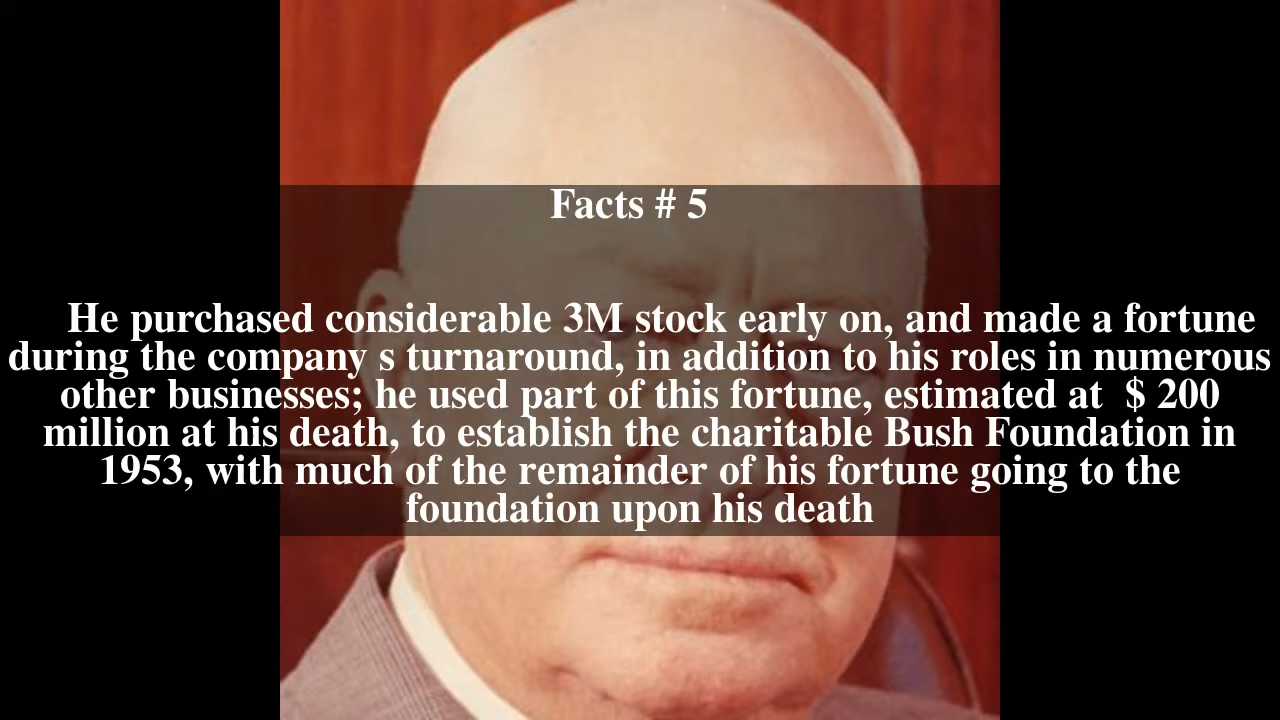 Facts # 5
He purchased considerable 3M stock early on, and made a fortune
during the company s turnaround, in addition to his roles in numerous
other businesses; he used part of this fortune, estimated at  $ 200
million at his death, to establish the charitable Bush Foundation in
1953, with much of the remainder of his fortune going to the
foundation upon his death